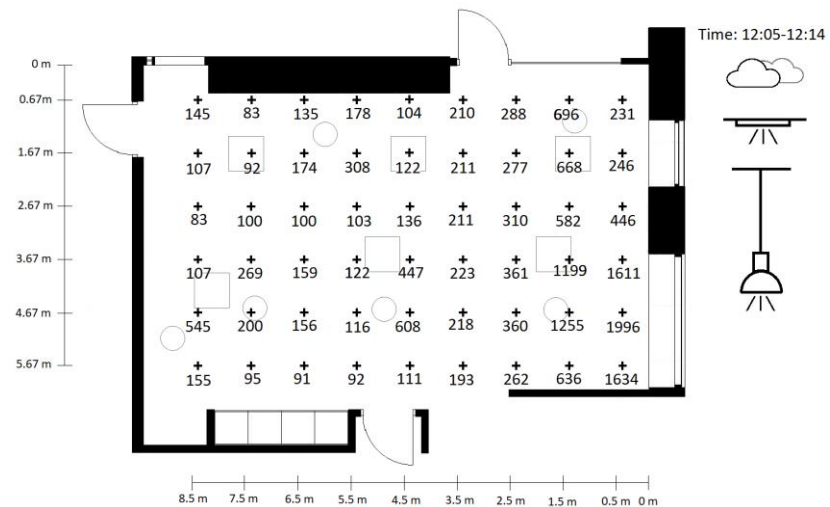 Time: 12:05-12:14
0 m
0.67m
145 83 135 178 104 210 288 696 231
1.67 m
107 92 174 308 122 211 277 668 246
2.67 m
83 100 100 103 136 211 310 582 446
3.67 m
107 269 159 122 447 223 361 1199 1611
4.67 m
545 200 156 116 608 218 360 1255 1996
5.67 m
155 95 91 92 111 193 262 636 1634
8.5 m 7.5 m 6.5 m 5.5 m 4.5 m 3.5 m 2.5 m 1.5 m 0.5 m 0 m